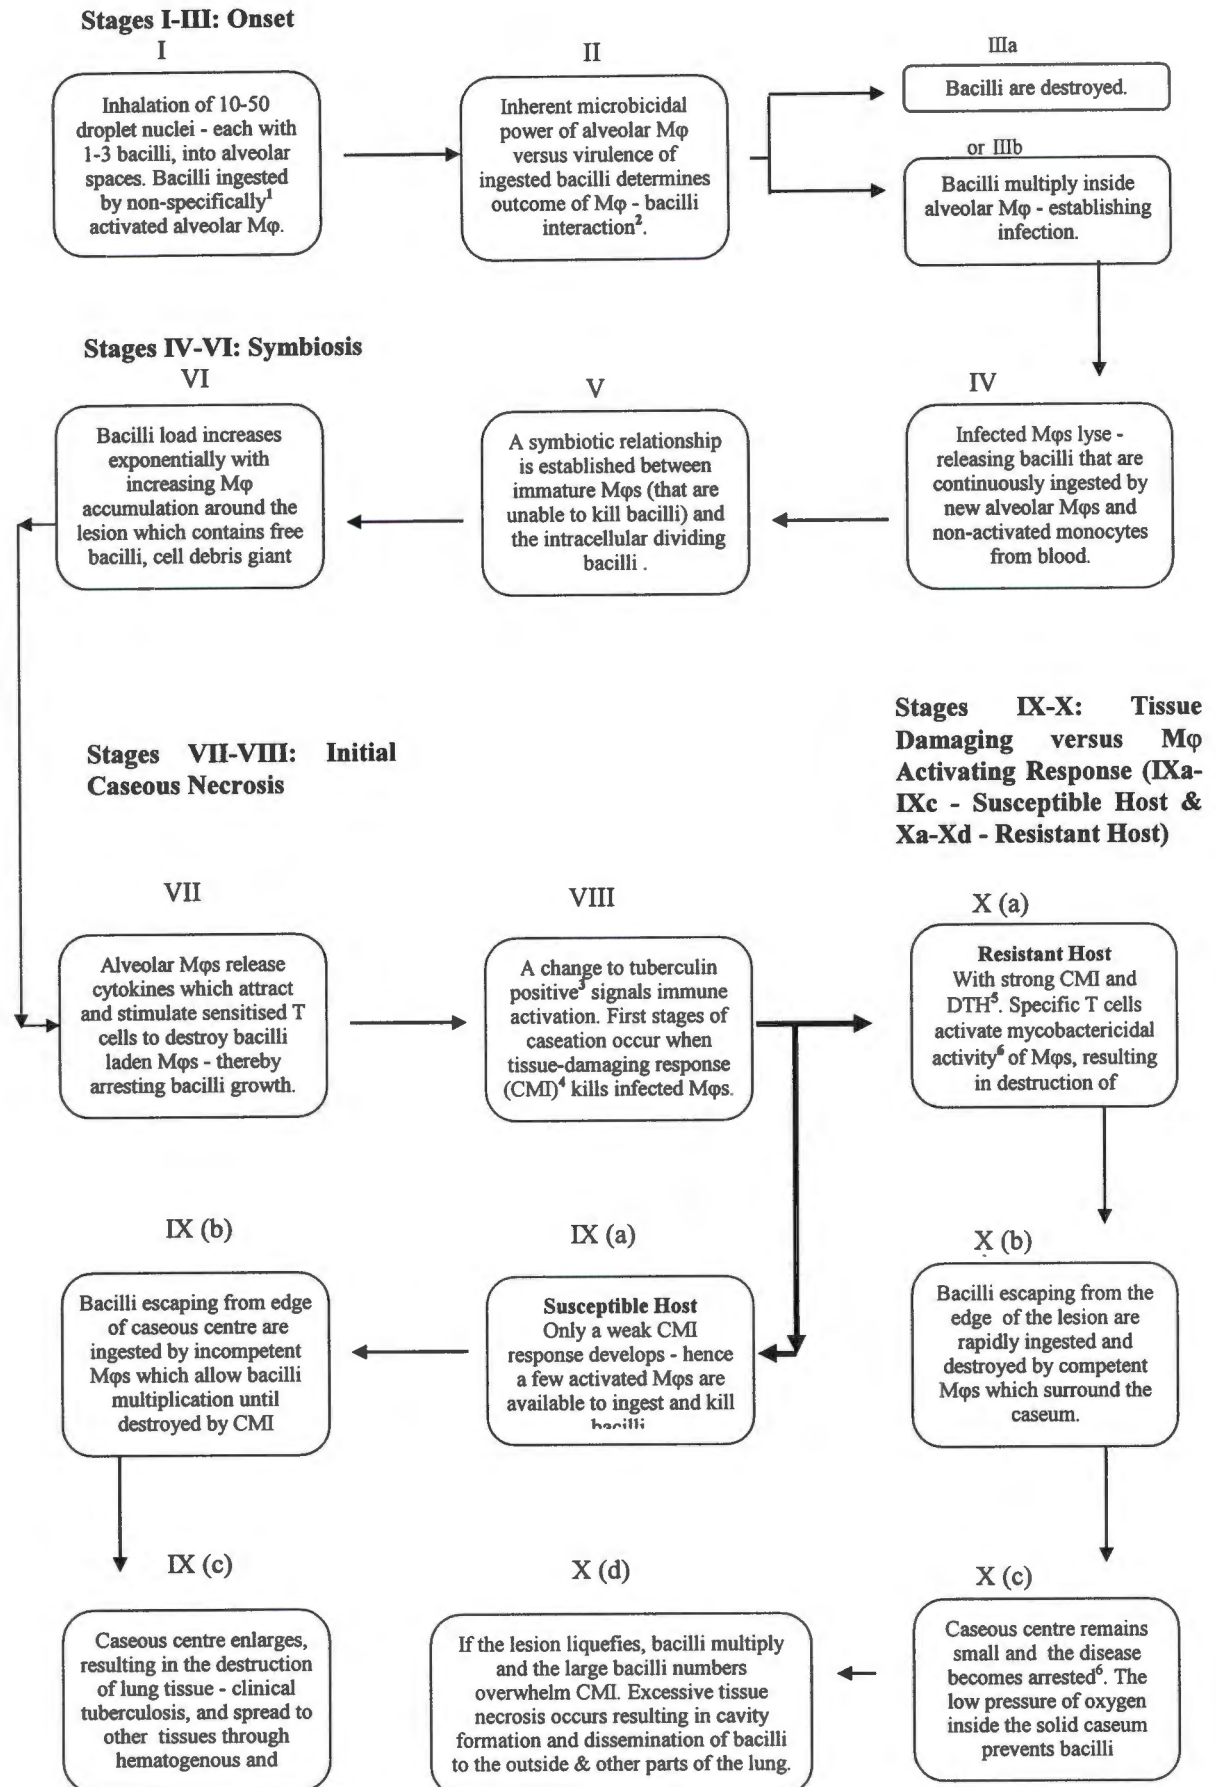 Stages I-III: Onset
I
Inhalation of 10-50
droplet nuclei - each with
1-3 bacilli, into alveolar
spaces. Bacilli ingested
by non-specifically¹
activated alveolar Mφ.
II
Inherent microbicidal
power of alveolar Mφ
versus virulence of
ingested bacilli determines
outcome of Mφ - bacilli
interaction².
IIIa
Bacilli are destroyed.
or IIIb
Bacilli multiply inside
alveolar Mφ - establishing
infection.
Stages IV-VI: Symbiosis
IV
Infected Mφs lyse -
releasing bacilli that are
continuously ingested by
new alveolar Mφs and
non-activated monocytes
from blood.
V
A symbiotic relationship
is established between
immature Mφs (that are
unable to kill bacilli) and
the intracellular dividing
bacilli .
VI
Bacilli load increases
exponentially with
increasing Mφ
accumulation around the
lesion which contains free
bacilli, cell debris giant
Stages VII-VIII: Initial
Caseous Necrosis
VII
Alveolar Mφs release
cytokines which attract
and stimulate sensitised T
cells to destroy bacilli
laden Mφs - thereby
arresting bacilli growth.
VIII
A change to tuberculin
positive³ signals immune
activation. First stages of
caseation occur when
tissue-damaging response
(CMI)⁴ kills infected Mφs.
Stages IX-X: Tissue
Damaging versus Mφ
Activating Response (IXa-
IXc - Susceptible Host &
Xa-Xd - Resistant Host)
IX (a)
Susceptible Host
Only a weak CMI
response develops - hence
a few activated Mφs are
available to ingest and kill
bacilli
IX (b)
Bacilli escaping from edge
of caseous centre are
ingested by incompetent
Mφs which allow bacilli
multiplication until
destroyed by CMI
IX (c)
Caseous centre enlarges,
resulting in the destruction
of lung tissue - clinical
tuberculosis, and spread to
other tissues through
hematogenous and
X (a)
Resistant Host
With strong CMI and
DTH⁵. Specific T cells
activate mycobactericidal
activity⁶ of Mφs, resulting
in destruction of
X (b)
Bacilli escaping from the
edge of the lesion are
rapidly ingested and
destroyed by competent
Mφs which surround the
caseum.
X (c)
Caseous centre remains
small and the disease
becomes arrested⁶. The
low pressure of oxygen
inside the solid caseum
prevents bacilli
X (d)
If the lesion liquefies, bacilli multiply
and the large bacilli numbers
overwhelm CMI. Excessive tissue
necrosis occurs resulting in cavity
formation and dissemination of bacilli
to the outside & other parts of the lung.